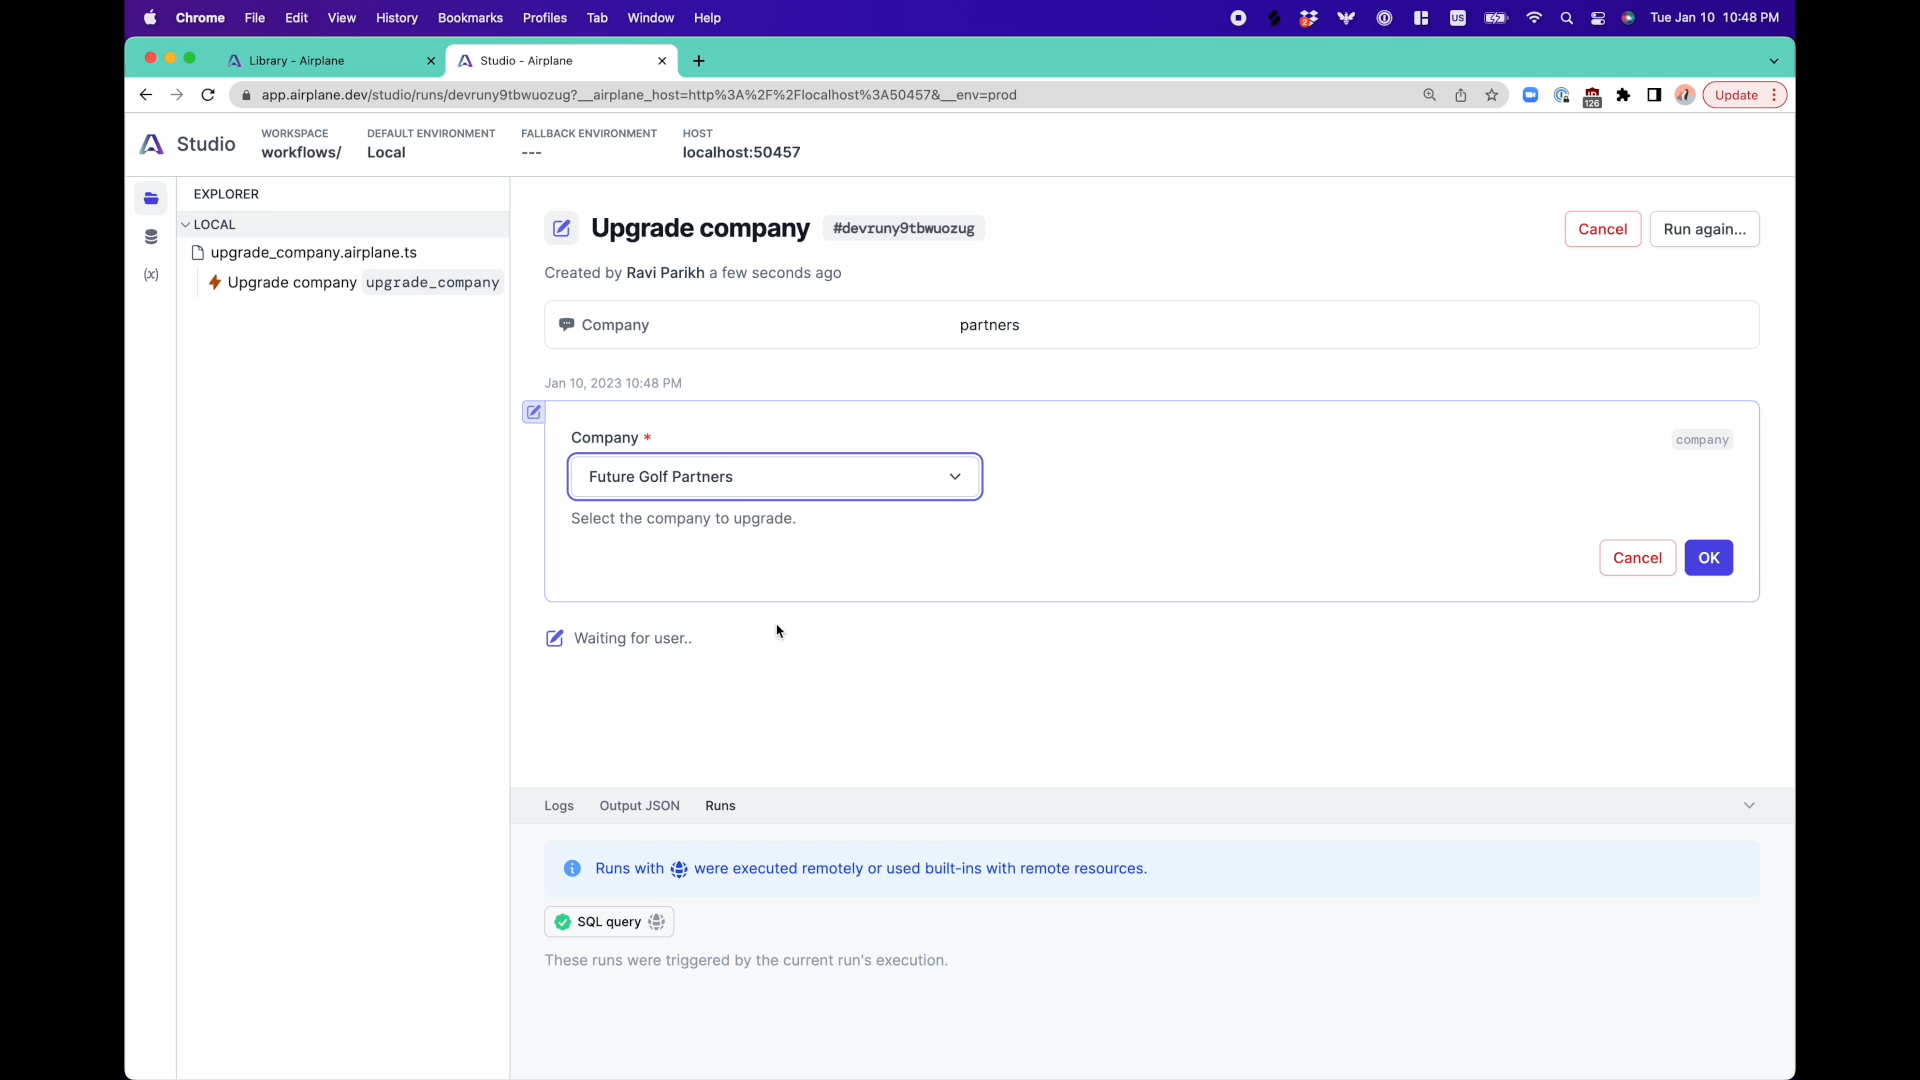 Chrome File Edit View History Bookmarks Profiles Tab Window Help
2
US
Tue Jan 10 10:48 PM
Library - Airplane
Studio - Airplane
app.airplane.dev/studio/runs/devruny9tbwuozug?__airplane_host=http%3A%2F%2Flocalhost%3A50457&__env=prod
126
Update
Studio
WORKSPACE
workflows/
DEFAULT ENVIRONMENT
Local
FALLBACK ENVIRONMENT
---
HOST
localhost:50457
EXPLORER
LOCAL
upgrade_company.airplane.ts
Upgrade company upgrade_company
(x)
Upgrade company #devruny9tbwuozug
Cancel Run again...
Created by Ravi Parikh a few seconds ago
Company partners
Jan 10, 2023 10:48 PM
Company *
company
Future Golf Partners
Select the company to upgrade.
Cancel OK
Waiting for user..
Logs Output JSON Runs
Runs with were executed remotely or used built-ins with remote resources.
SQL query
These runs were triggered by the current run's execution.